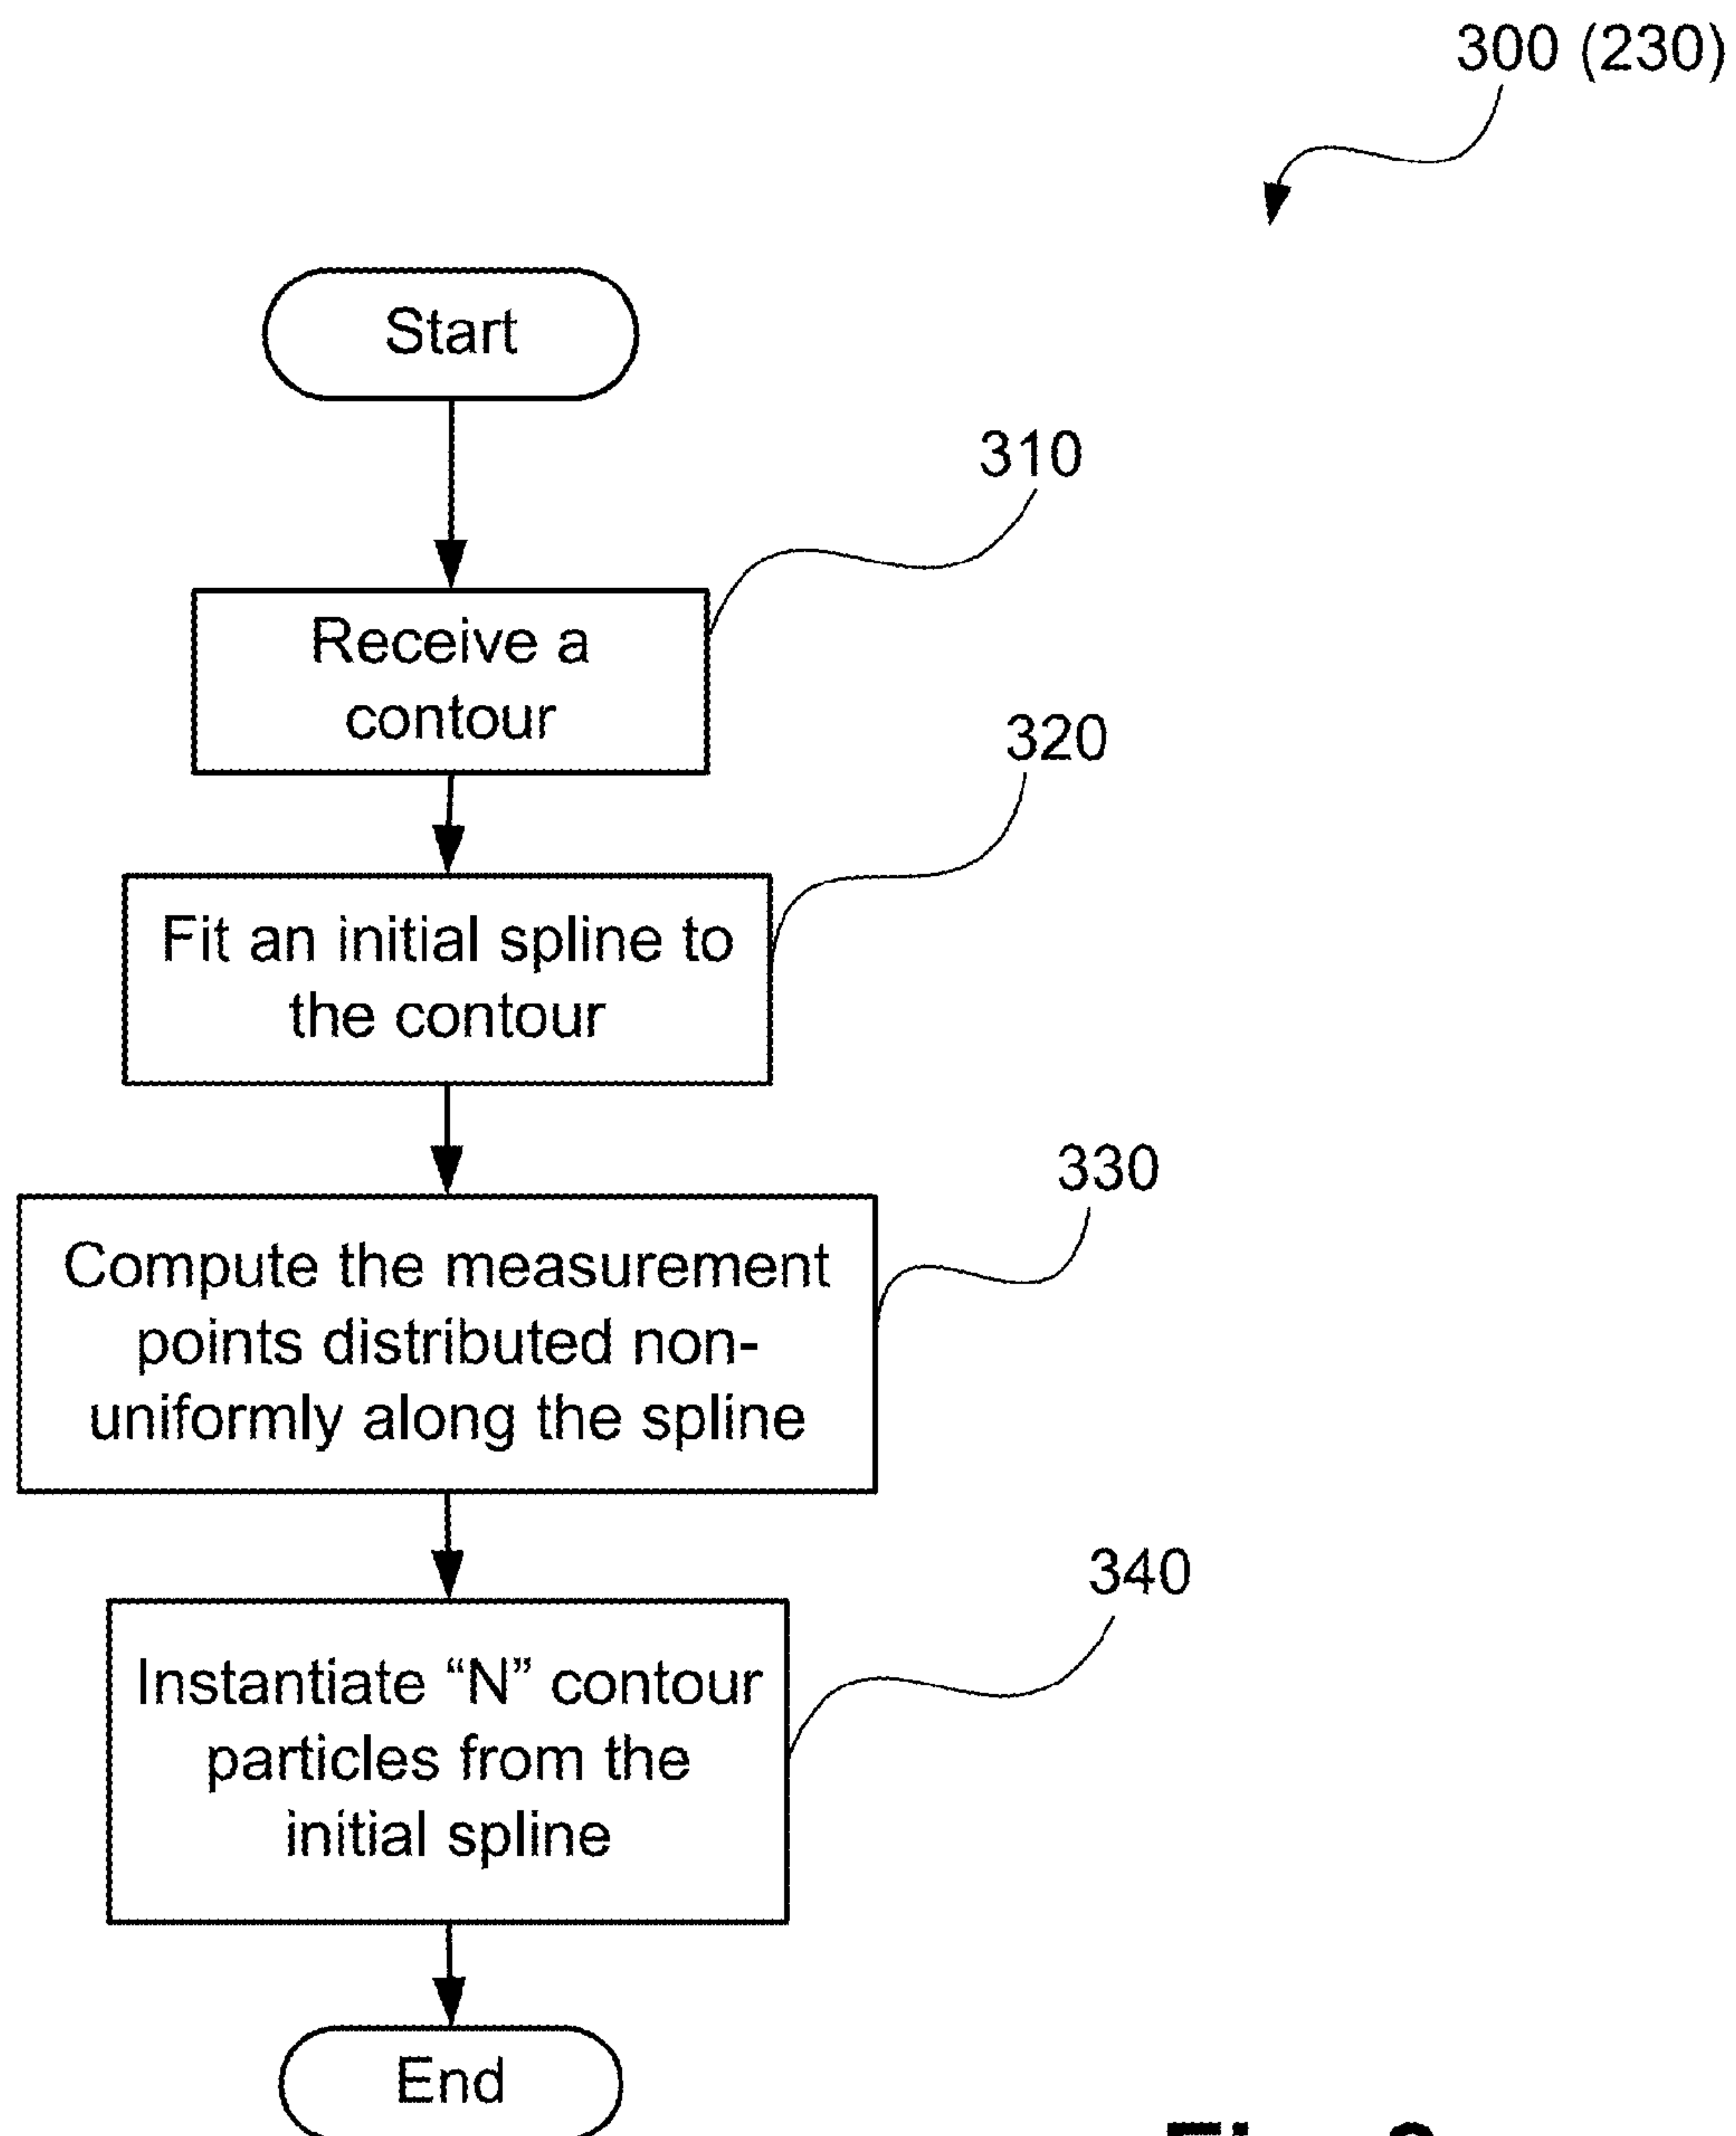 300 (230)
Start
310
Receive a
contour
320
Fit an initial spline to
the contour
330
Compute the measurement
points distributed non-
uniformly along the spline
340
Instantiate “N” contour
particles from the
initial spline
End